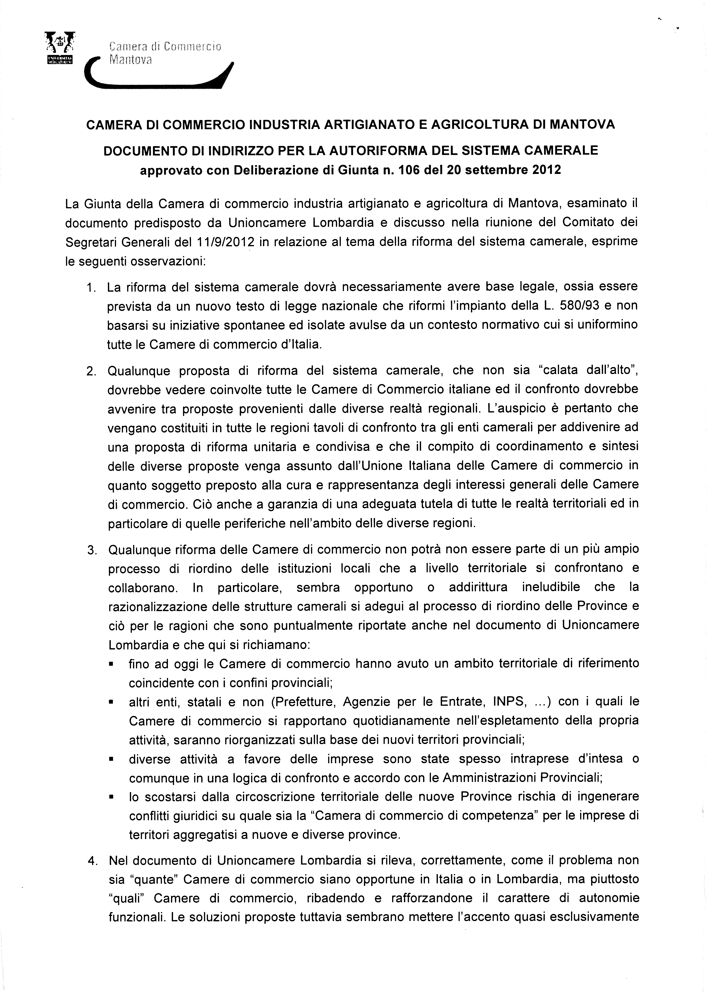 UNIVERSITAS
MERCATORUM
Camera di Commercio
Mantova
CAMERA DI COMMERCIO INDUSTRIA ARTIGIANATO E AGRICOLTURA DI MANTOVA
DOCUMENTO DI INDIRIZZO PER LA AUTORIFORMA DEL SISTEMA CAMERALE
approvato con Deliberazione di Giunta n. 106 del 20 settembre 2012
La Giunta della Camera di commercio industria artigianato e agricoltura di Mantova, esaminato il
documento predisposto da Unioncamere Lombardia e discusso nella riunione del Comitato dei
Segretari Generali del 11/9/2012 in relazione al tema della riforma del sistema camerale, esprime
le seguenti osservazioni:
1. La riforma del sistema camerale dovrà necessariamente avere base legale, ossia essere
prevista da un nuovo testo di legge nazionale che riformi l'impianto della L. 580/93 e non
basarsi su iniziative spontanee ed isolate avulse da un contesto normativo cui si uniformino
tutte le Camere di commercio d'Italia.
2. Qualunque proposta di riforma del sistema camerale, che non sia “calata dall'alto”,
dovrebbe vedere coinvolte tutte le Camere di Commercio italiane ed il confronto dovrebbe
avvenire tra proposte provenienti dalle diverse realtà regionali. L'auspicio è pertanto che
vengano costituiti in tutte le regioni tavoli di confronto tra gli enti camerali per addivenire ad
una proposta di riforma unitaria e condivisa e che il compito di coordinamento e sintesi
delle diverse proposte venga assunto dall'Unione Italiana delle Camere di commercio in
quanto soggetto preposto alla cura e rappresentanza degli interessi generali delle Camere
di commercio. Ciò anche a garanzia di una adeguata tutela di tutte le realtà territoriali ed in
particolare di quelle periferiche nell'ambito delle diverse regioni.
3. Qualunque riforma delle Camere di commercio non potrà non essere parte di un più ampio
processo di riordino delle istituzioni locali che a livello territoriale si confrontano e
collaborano. In particolare, sembra opportuno o addirittura ineludibile che la
razionalizzazione delle strutture camerali si adegui al processo di riordino delle Province e
ciò per le ragioni che sono puntualmente riportate anche nel documento di Unioncamere
Lombardia e che qui si richiamano:
▪ fino ad oggi le Camere di commercio hanno avuto un ambito territoriale di riferimento
coincidente con i confini provinciali;
▪ altri enti, statali e non (Prefetture, Agenzie per le Entrate, INPS, ...) con i quali le
Camere di commercio si rapportano quotidianamente nell'espletamento della propria
attività, saranno riorganizzati sulla base dei nuovi territori provinciali;
▪ diverse attività a favore delle imprese sono state spesso intraprese d'intesa o
comunque in una logica di confronto e accordo con le Amministrazioni Provinciali;
▪ lo scostarsi dalla circoscrizione territoriale delle nuove Province rischia di ingenerare
conflitti giuridici su quale sia la “Camera di commercio di competenza” per le imprese di
territori aggregatisi a nuove e diverse province.
4. Nel documento di Unioncamere Lombardia si rileva, correttamente, come il problema non
sia “quante” Camere di commercio siano opportune in Italia o in Lombardia, ma piuttosto
“quali” Camere di commercio, ribadendo e rafforzandone il carattere di autonomie
funzionali. Le soluzioni proposte tuttavia sembrano mettere l'accento quasi esclusivamente